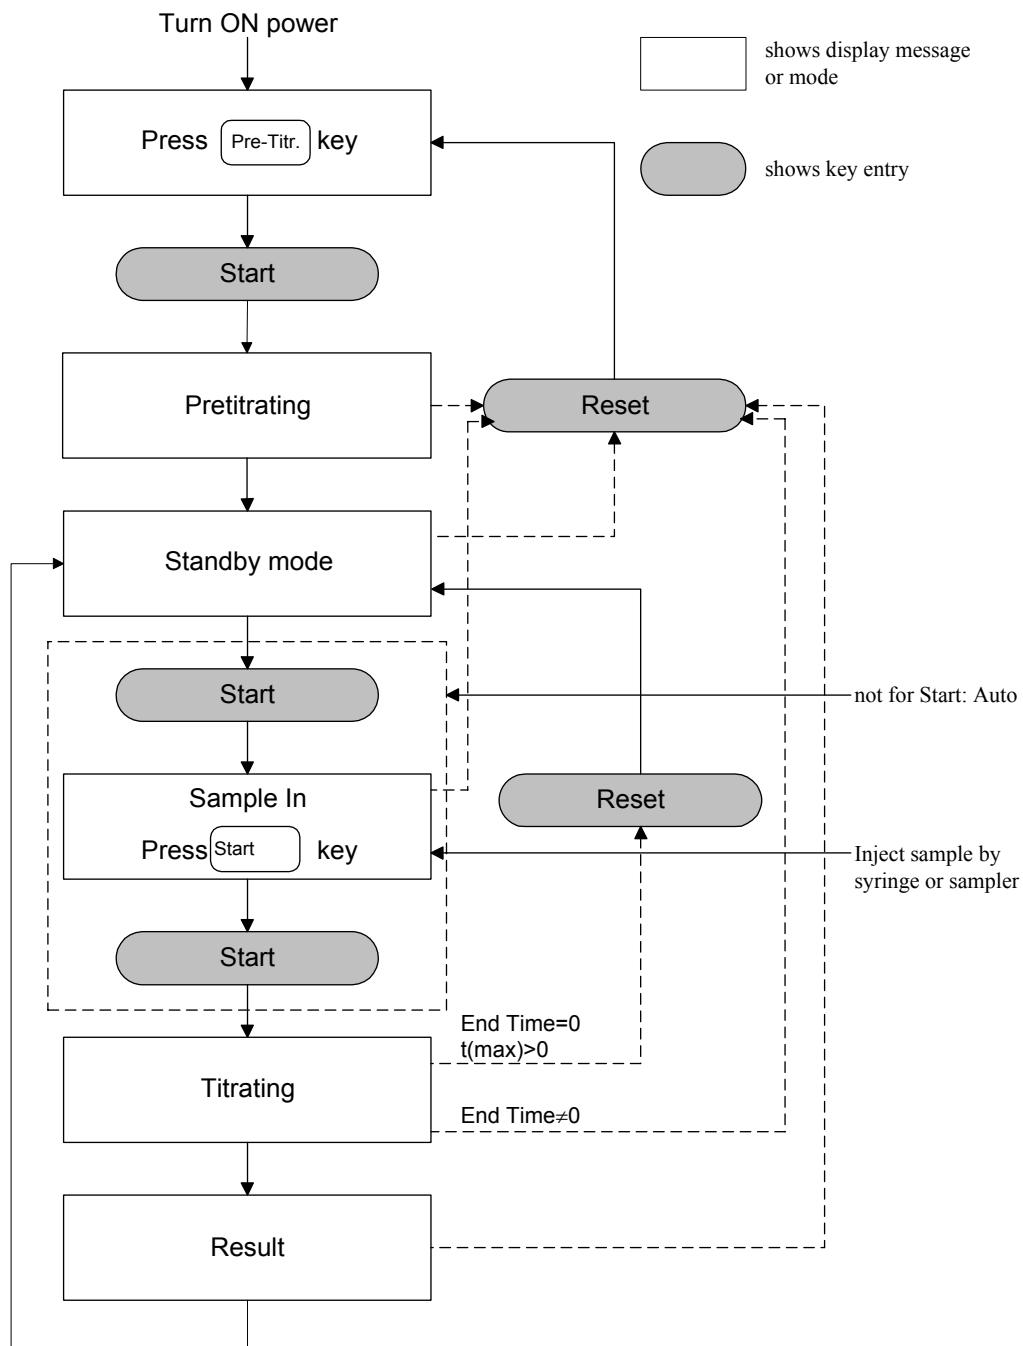 Turn ON power
shows display message
or mode
Press Pre-Titr. key
shows key entry
Start
Pretitrating
Reset
Standby mode
Start
not for Start: Auto
Sample In
Reset
Press Start key
Inject sample by
syringe or sampler
Start
End Time=0
t(max)>0
Titrating
End Time≠0
Result